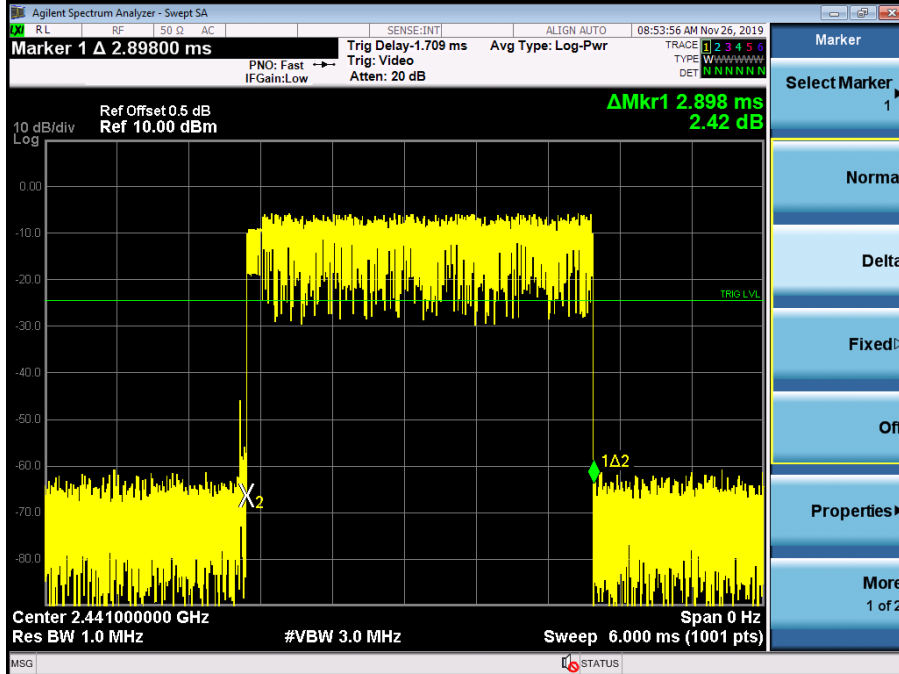 Agilent Spectrum Analyzer - Swept SA
LXI RL RF 50 Ω AC SENSE:INT ALIGN AUTO 08:53:56 AM Nov 26, 2019
Marker 1 Δ 2.89800 ms
Trig Delay-1.709 ms Avg Type: Log-Pwr TRACE 1 2 3 4 5 6
PNO: Fast Trig: Video TYPE WWWWWW
IFGain:Low Atten: 20 dB DET N N N N N N
ΔMkr1 2.898 ms
2.42 dB
Ref Offset 0.5 dB
10 dB/div Ref 10.00 dBm
Log
0.00
-10.0
-20.0
TRIG LVL
-30.0
-40.0
-50.0
-60.0
1Δ2
X2
-70.0
-80.0
Center 2.441000000 GHz Span 0 Hz
Res BW 1.0 MHz #VBW 3.0 MHz Sweep 6.000 ms (1001 pts)
MSG STATUS
Marker
Select Marker
1
Norma
Delta
Fixed
Off
Properties
More
1 of 2